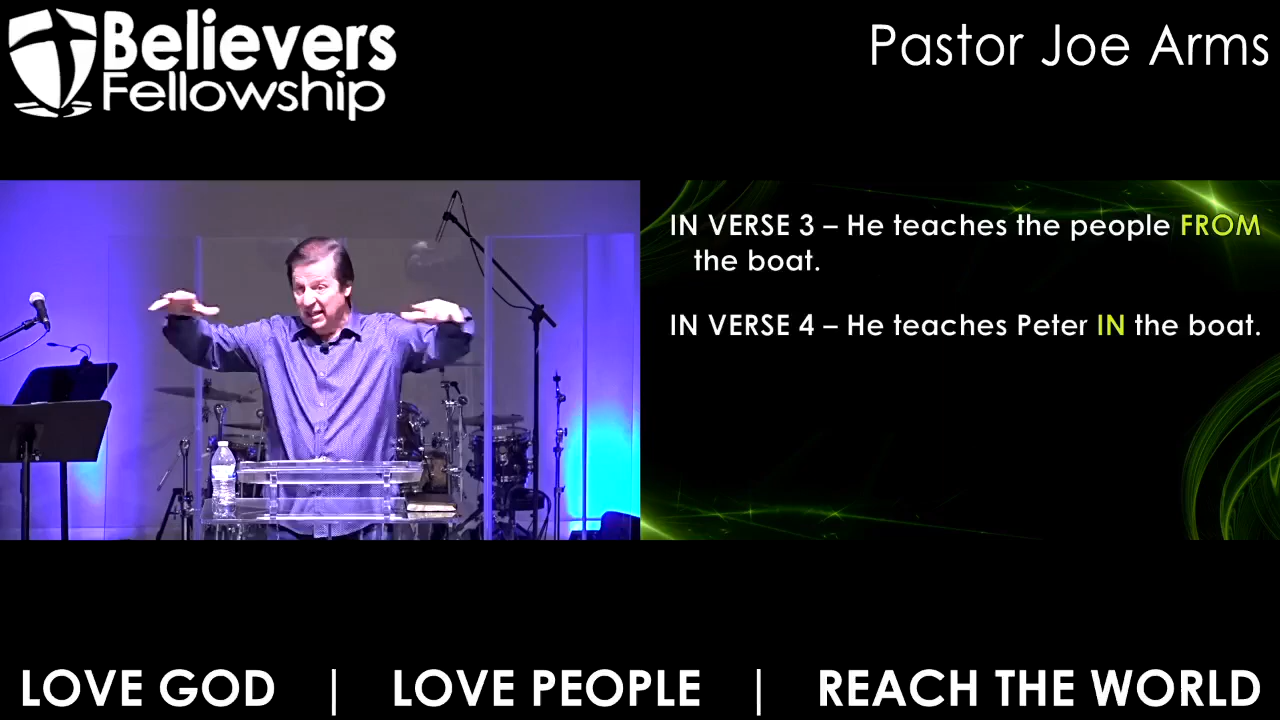 Believers
Fellowship
Pastor Joe Arms
IN VERSE 3 – He teaches the people FROM
the boat.
IN VERSE 4 – He teaches Peter IN the boat.
LOVE GOD | LOVE PEOPLE | REACH THE WORLD